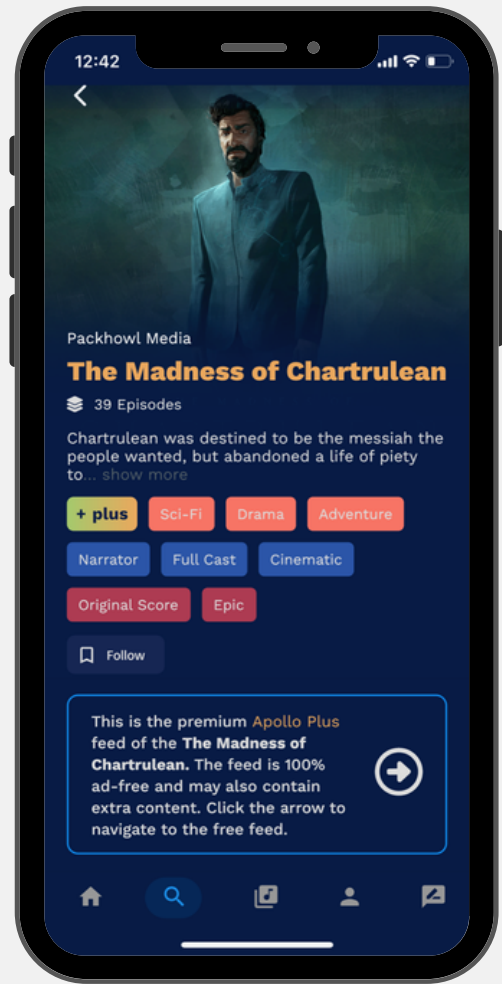 12:42
Packhowl Media
The Madness of Chartrulean
39 Episodes
Chartrulean was destined to be the messiah the
people wanted, but abandoned a life of piety
to... show more
+ plus
Sci-Fi
Drama
Adventure
Narrator
Full Cast
Cinematic
Original Score
Epic
Follow
This is the premium Apollo Plus
feed of the The Madness of
Chartrulean. The feed is 100%
ad-free and may also contain
extra content. Click the arrow to
navigate to the free feed.